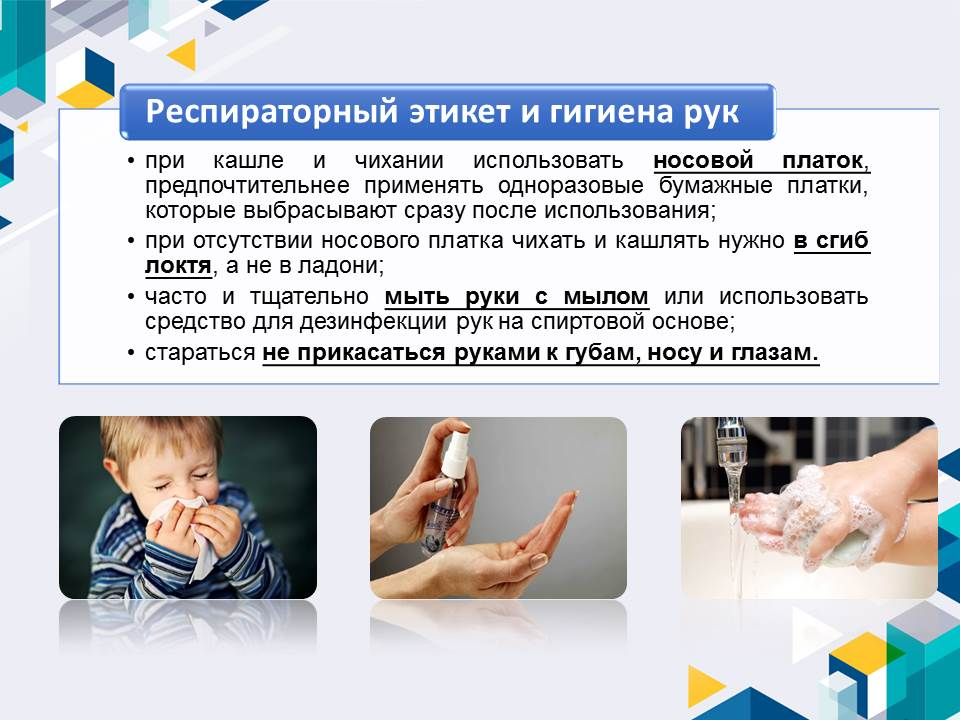 Респираторный этикет и гигиена рук
• при кашле и чихании использовать носовой платок,
предпочтительнее применять одноразовые бумажные платки,
которые выбрасывают сразу после использования;
• при отсутствии носового платка чихать и кашлять нужно в сгиб
локтя, а не в ладони;
• часто и тщательно мыть руки с мылом или использовать
средство для дезинфекции рук на спиртовой основе;
• стараться не прикасаться руками к губам, носу и глазам.